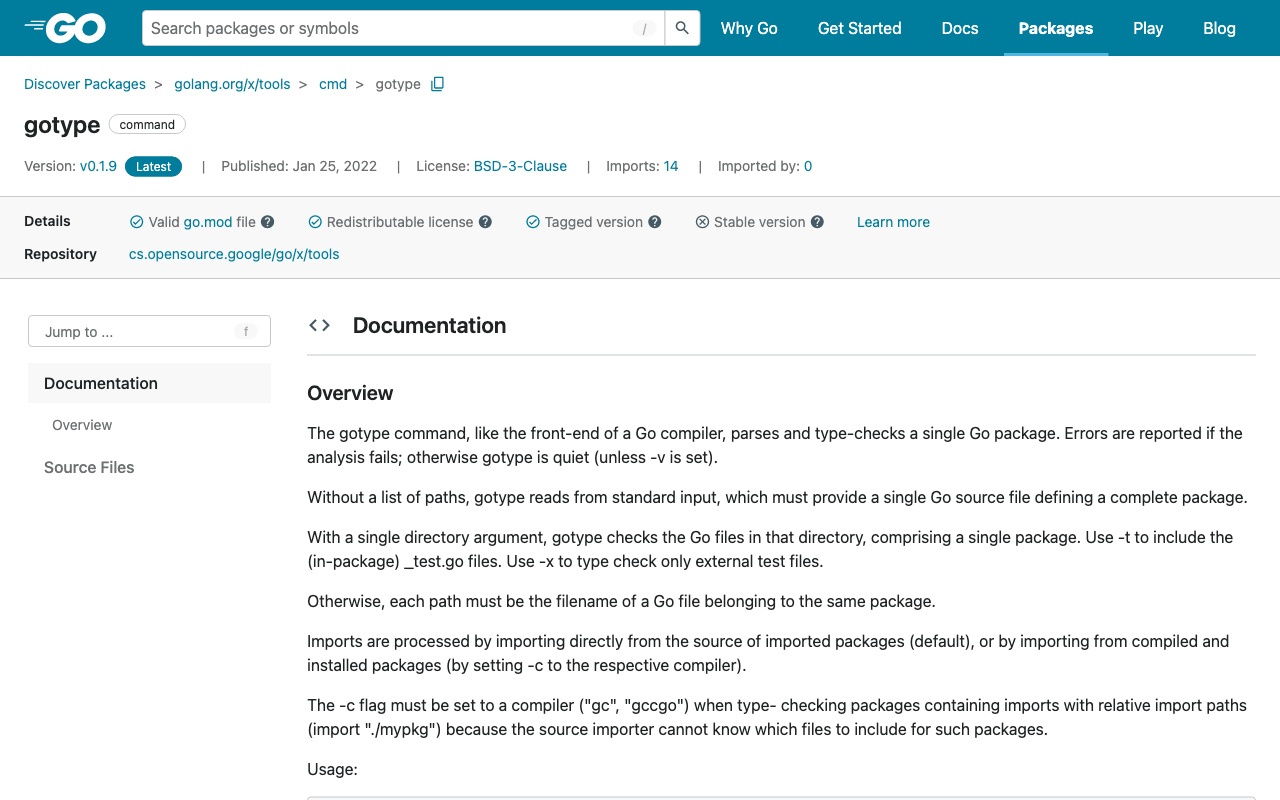 GO
Search packages or symbols /
Why Go
Get Started
Docs
Packages
Play
Blog
Discover Packages > golang.org/x/tools > cmd > gotype
gotype command
Version: v0.1.9 Latest | Published: Jan 25, 2022 | License: BSD-3-Clause | Imports: 14 | Imported by: 0
Details Valid go.mod file ? Redistributable license ? Tagged version ? Stable version ? Learn more
Repository cs.opensource.google/go/x/tools
Jump to ... f
Documentation
Overview
Source Files
<> Documentation
Overview
The gotype command, like the front-end of a Go compiler, parses and type-checks a single Go package. Errors are reported if the
analysis fails; otherwise gotype is quiet (unless -v is set).
Without a list of paths, gotype reads from standard input, which must provide a single Go source file defining a complete package.
With a single directory argument, gotype checks the Go files in that directory, comprising a single package. Use -t to include the
(in-package) _test.go files. Use -x to type check only external test files.
Otherwise, each path must be the filename of a Go file belonging to the same package.
Imports are processed by importing directly from the source of imported packages (default), or by importing from compiled and
installed packages (by setting -c to the respective compiler).
The -c flag must be set to a compiler ("gc", "gccgo") when type- checking packages containing imports with relative import paths
(import "./mypkg") because the source importer cannot know which files to include for such packages.
Usage: